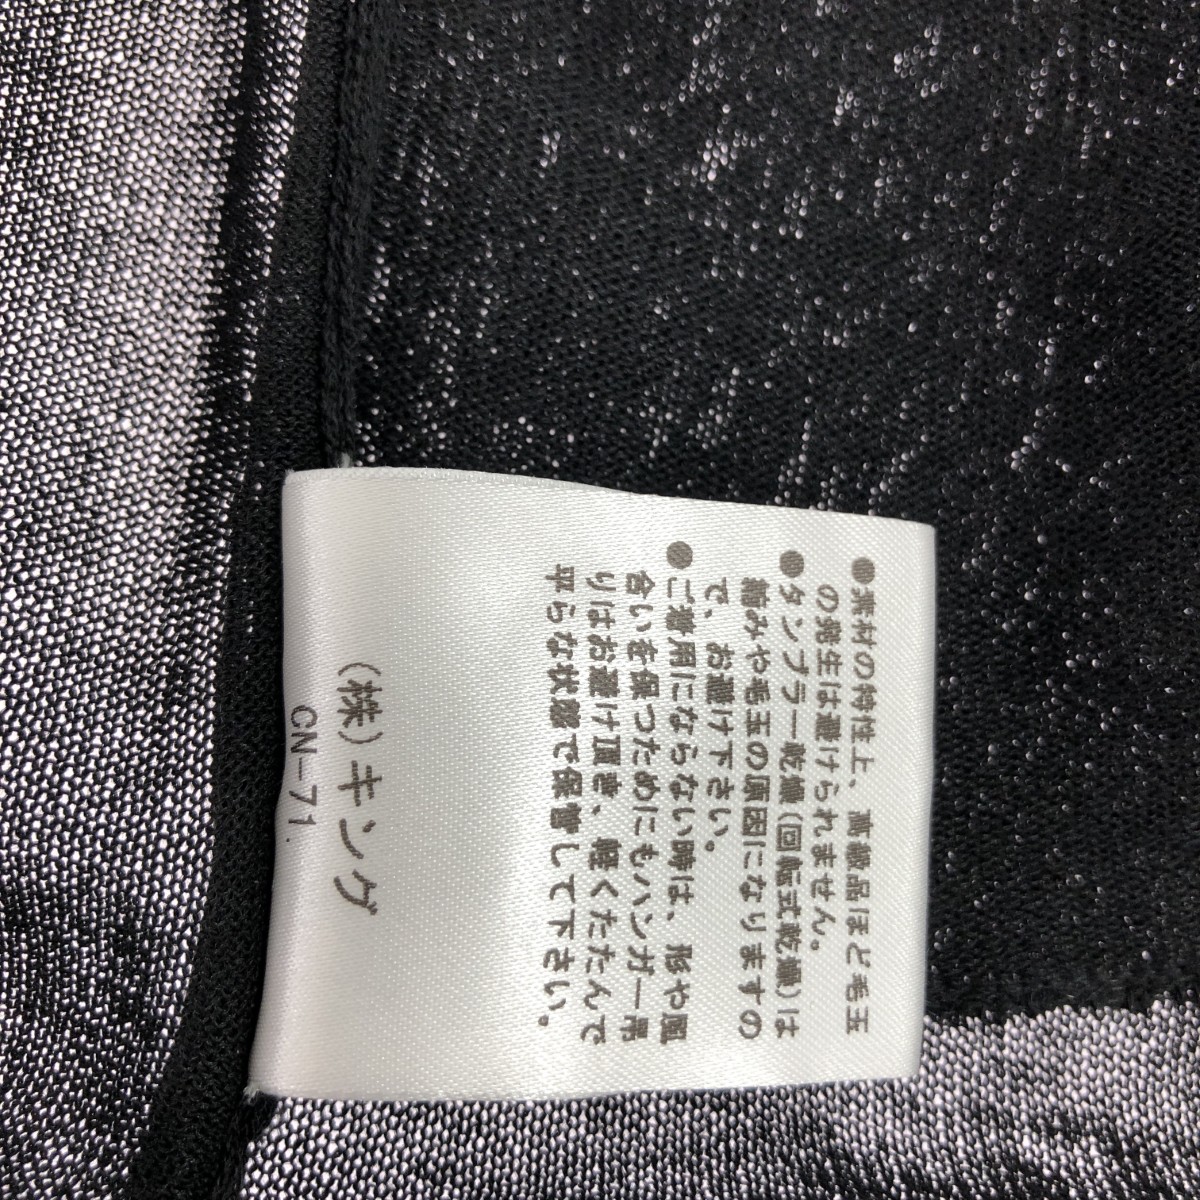 ●素材の特性上、高級品ほど毛玉
の発生は避けられません。
●タンブラー乾燥(回転式乾燥)は
縮みや毛玉の原因になりますの
で、お避け下さい。
●ご着用にならない時は、形や風
合いを保つためにもハンガー吊
りはお避け頂き、軽くたたんで
平らな状態で保管して下さい。
(株)キング
CN-71.